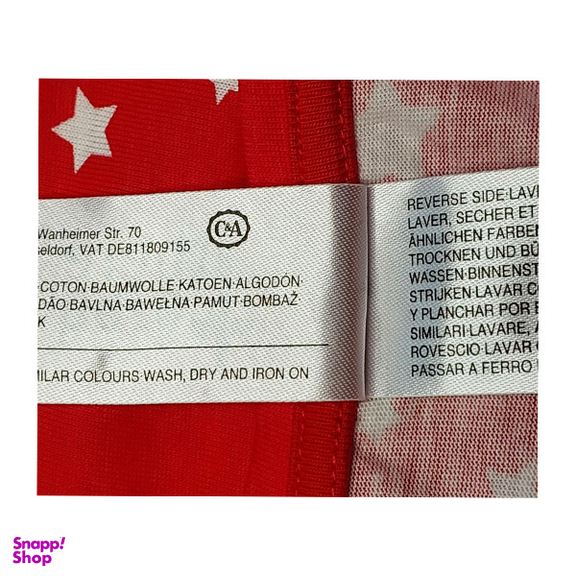 Wanheimer Str. 70
seldorf, VAT DE811809155
C&A
COTON·BAUMWOLLE·KATOEN·ALGODÓN·
DÃO·BAVLNA·BAWEŁNA·PAMUT·BOMBAŽ
K
MILAR COLOURS·WASH, DRY AND IRON ON
REVERSE SIDE·LAV
LAVER, SECHER ET
ÄHNLICHEN FARBEN
TROCKNEN UND BÜ
WASSEN·BINNENST
STRIJKEN·LAVAR CO
Y PLANCHAR POR E
SIMILARI·LAVARE, A
ROVESCIO·LAVAR
PASSAR A FERRO
Snapp!
Shop